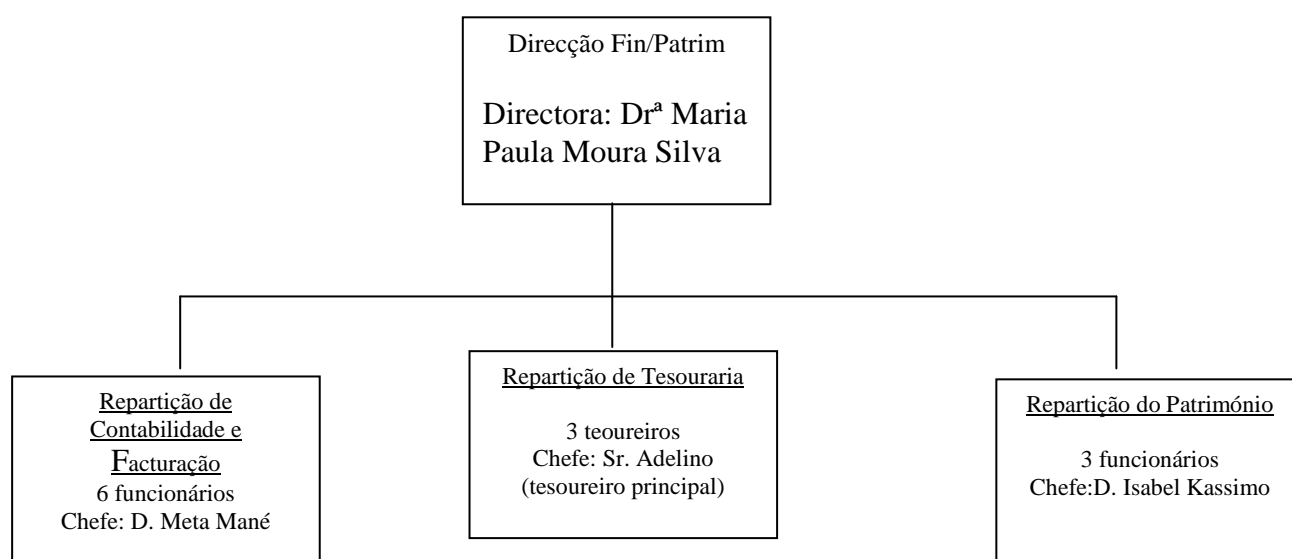 Direcção Fin/Patrim
Directora: Drª Maria
Paula Moura Silva
Repartição de
Contabilidade e
Facturação
6 funcionários
Chefe: D. Meta Mané
Repartição de Tesouraria
3 teoureiros
Chefe: Sr. Adelino
(tesoureiro principal)
Repartição do Património
3 funcionários
Chefe:D. Isabel Kassimo